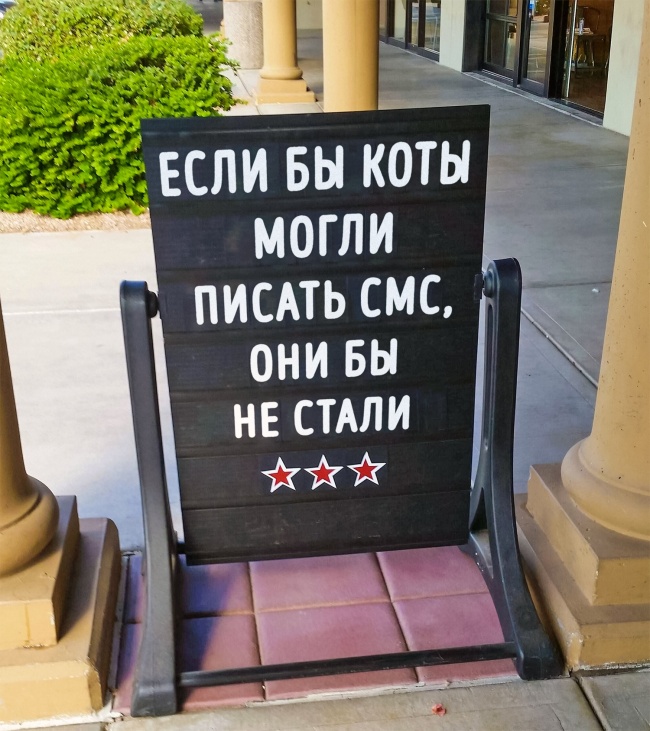 ЕСЛИ БЫ КОТЫ
МОГЛИ
ПИСАТЬ СМС,
ОНИ БЫ
НЕ СТАЛИ